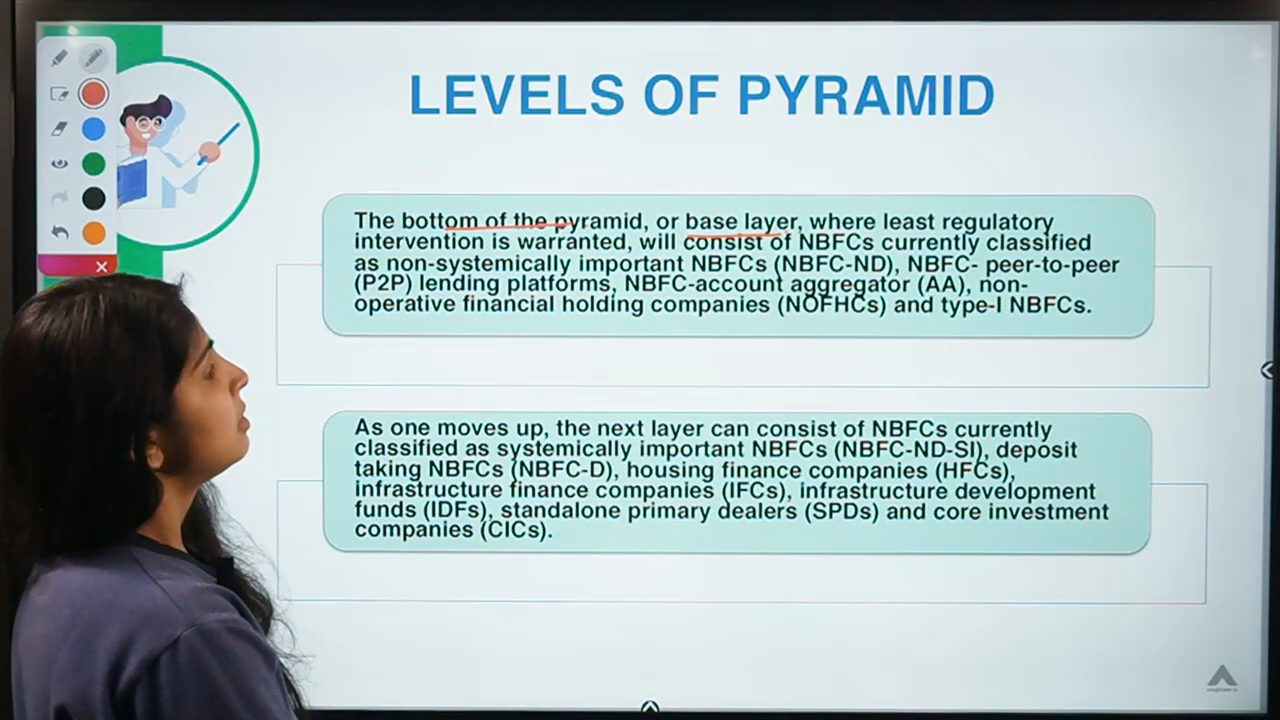 LEVELS OF PYRAMID
The bottom of the pyramid, or base layer, where least regulatory
intervention is warranted, will consist of NBFCs currently classified
as non-systemically important NBFCs (NBFC-ND), NBFC- peer-to-peer
(P2P) lending platforms, NBFC-account aggregator (AA), non-
operative financial holding companies (NOFHCs) and type-I NBFCs.
As one moves up, the next layer can consist of NBFCs currently
classified as systemically important NBFCs (NBFC-ND-SI), deposit
taking NBFCs (NBFC-D), housing finance companies (HFCs),
infrastructure finance companies (IFCs), infrastructure development
funds (IDFs), standalone primary dealers (SPDs) and core investment
companies (CICs).